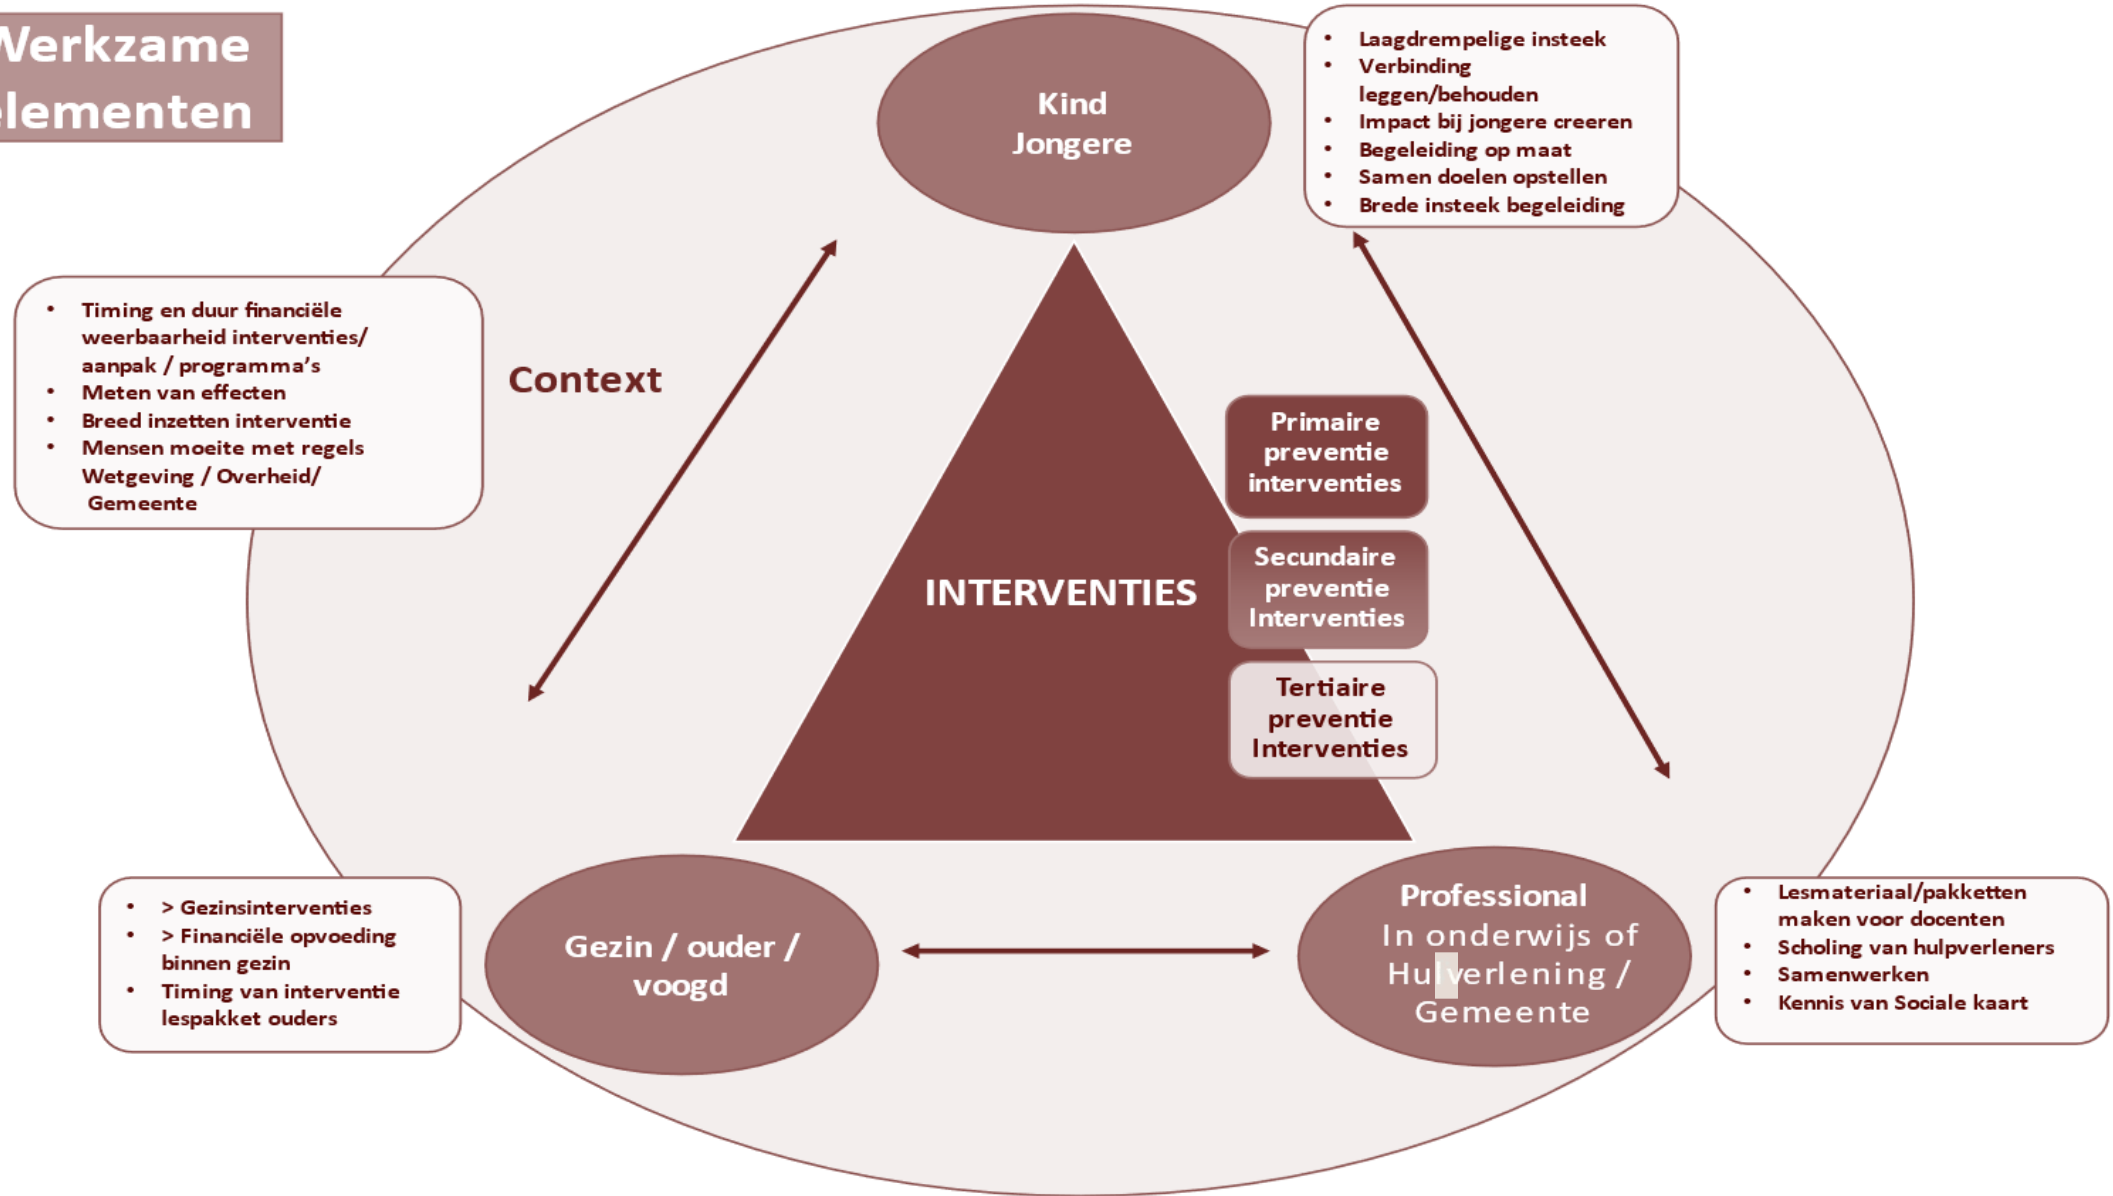 Werkzame
elementen
Kind
Jongere
• Laagdrempelige insteek
• Verbinding
leggen/behouden
• Impact bij jongere creeren
• Begeleiding op maat
• Samen doelen opstellen
• Brede insteek begeleiding
• Timing en duur financiële
weerbaarheid interventies/
aanpak / programma’s
• Meten van effecten
• Breed inzetten interventie
• Mensen moeite met regels
Wetgeving / Overheid/
Gemeente
Context
INTERVENTIES
Primaire
preventie
interventies
Secundaire
preventie
Interventies
Tertiaire
preventie
Interventies
• > Gezinsinterventies
• > Financiële opvoeding
binnen gezin
• Timing van interventie
lespakket ouders
Gezin / ouder /
voogd
Professional
In onderwijs of
Hulverlening /
Gemeente
• Lesmateriaal/pakketten
maken voor docenten
• Scholing van hulpverleners
• Samenwerken
• Kennis van Sociale kaart